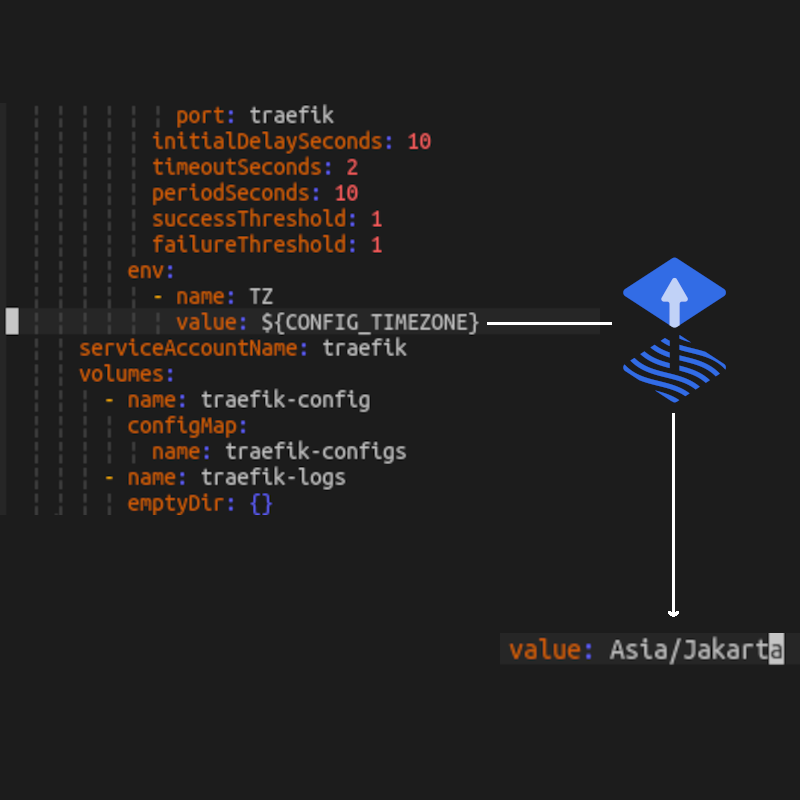 port: traefik
initialDelaySeconds: 10
timeoutSeconds: 2
periodSeconds: 10
successThreshold: 1
failureThreshold: 1
env:
- name: TZ
value: ${CONFIG_TIMEZONE}
serviceAccountName: traefik
volumes:
- name: traefik-config
configMap:
name: traefik-configs
- name: traefik-logs
emptyDir: {}
value: Asia/Jakarta